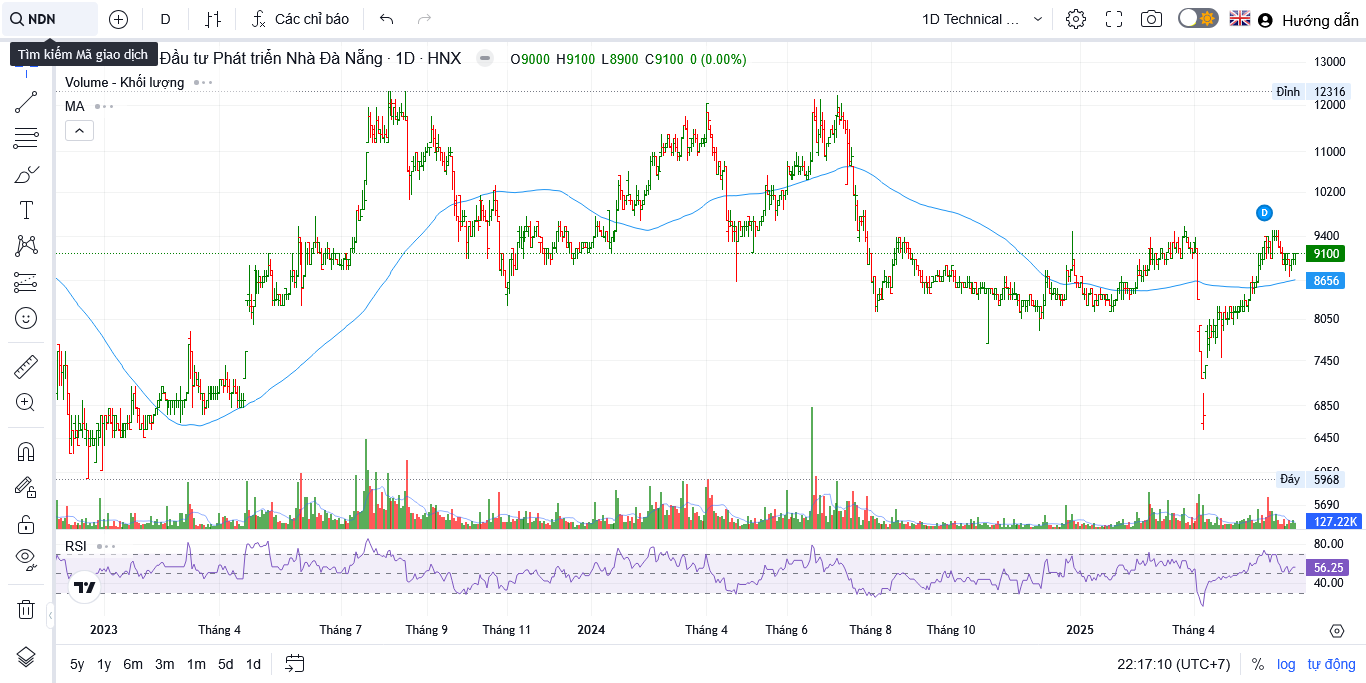 NDN
D
Các chỉ báo
1D Technical ...
Hướng dẫn
Tìm kiếm Mã giao dịch
Đầu tư Phát triển Nhà Đà Nẵng · 1D · HNX
O9000 H9100 L8900 C9100 0 (0.00%)
Volume - Khối lượng
MA
13000
Đỉnh 12316
12000
11000
10200
D
9400
9100
8656
8050
7450
6850
6450
6050
Đáy 5968
5690
127.22K
RSI
80.00
56.25
40.00
2023 Tháng 4 Tháng 7 Tháng 9 Tháng 11 2024 Tháng 4 Tháng 6 Tháng 8 Tháng 10 2025 Tháng 4
5y 1y 6m 3m 1m 5d 1d
22:17:10 (UTC+7) % log tự động